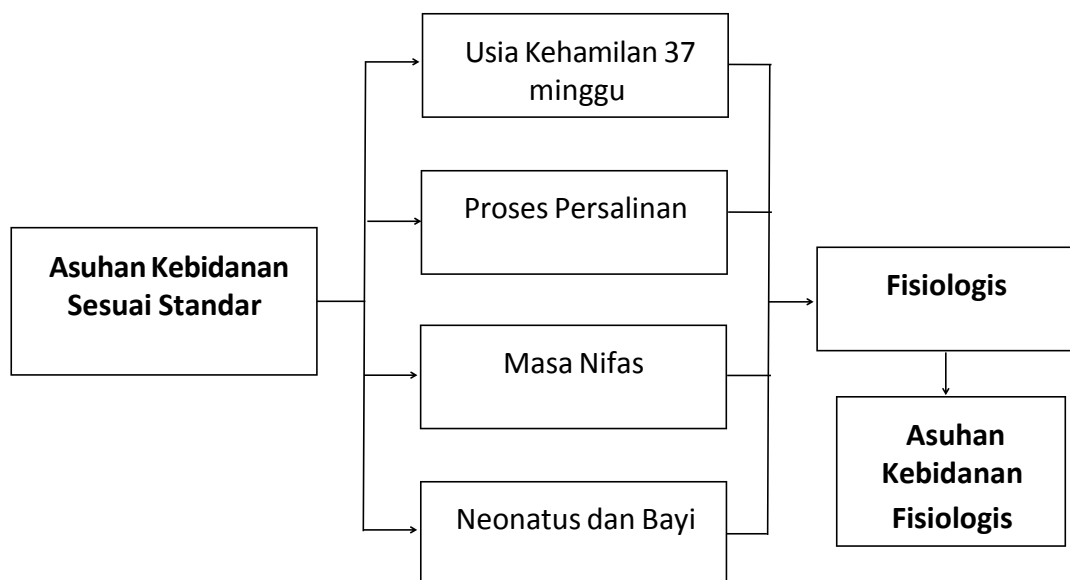 Asuhan Kebidanan
Sesuai Standar
Usia Kehamilan 37
minggu
Proses Persalinan
Masa Nifas
Neonatus dan Bayi
Fisiologis
Asuhan
Kebidanan
Fisiologis